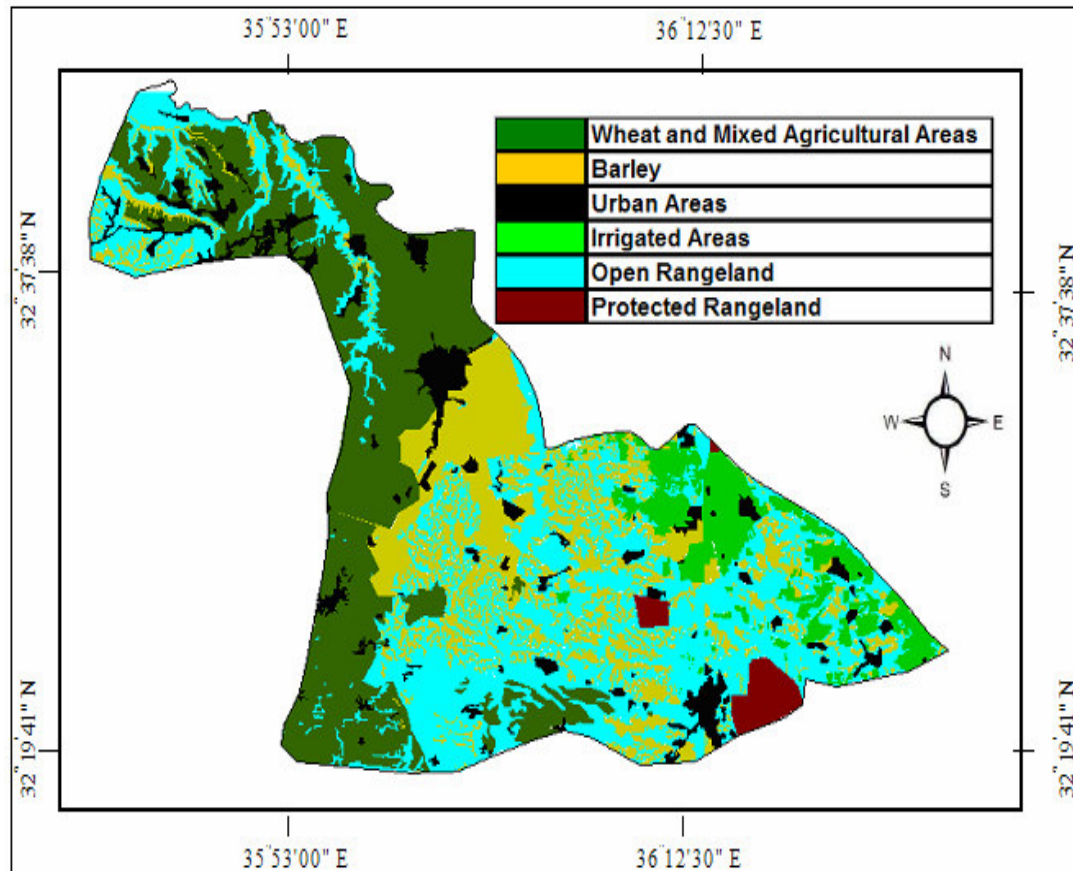 35°53'00" E
36°12'30" E
Wheat and Mixed Agricultural Areas
Barley
Urban Areas
Irrigated Areas
Open Rangeland
Protected Rangeland
32°37'38" N
32°37'38" N
N
W
E
S
32°19'41" N
32°19'41" N
35°53'00" E
36°12'30" E